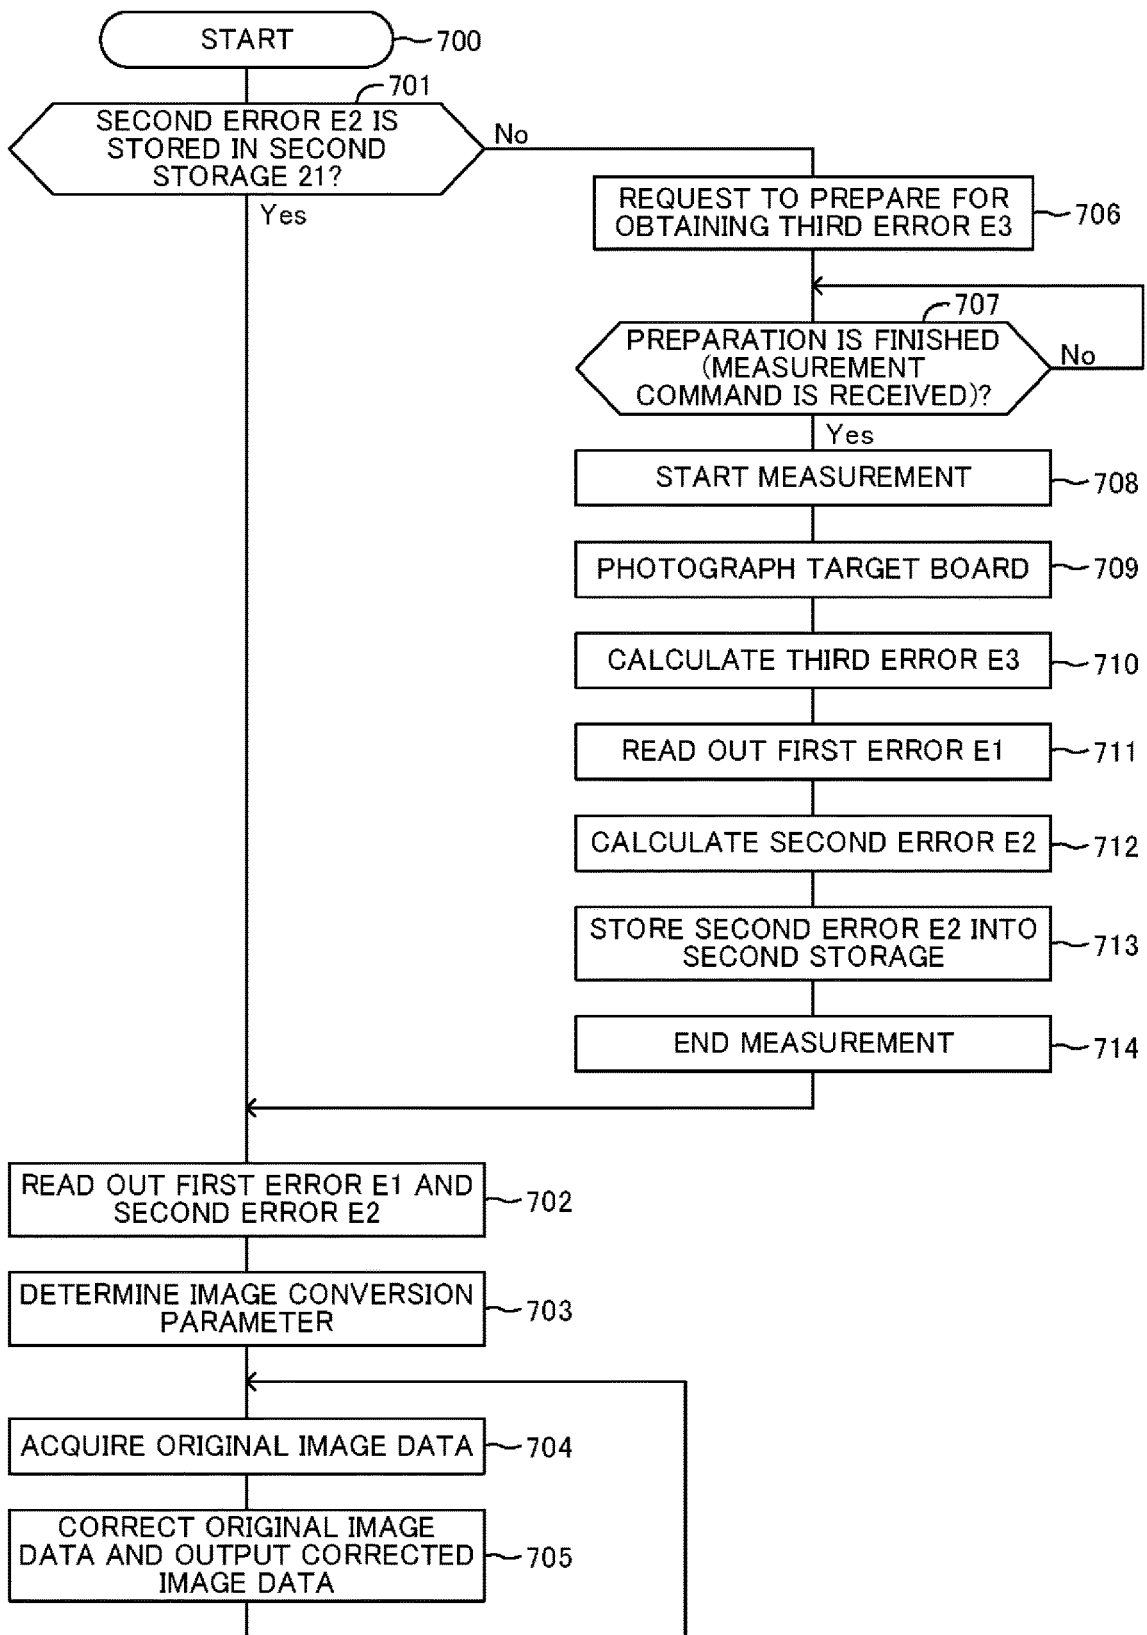 START
700
701
SECOND ERROR E2 IS
STORED IN SECOND
STORAGE 21?
No
Yes
REQUEST TO PREPARE FOR
OBTAINING THIRD ERROR E3
706
707
PREPARATION IS FINISHED
(MEASUREMENT
COMMAND IS RECEIVED)?
No
Yes
START MEASUREMENT
708
PHOTOGRAPH TARGET BOARD
709
CALCULATE THIRD ERROR E3
710
READ OUT FIRST ERROR E1
711
CALCULATE SECOND ERROR E2
712
STORE SECOND ERROR E2 INTO
SECOND STORAGE
713
END MEASUREMENT
714
READ OUT FIRST ERROR E1 AND
SECOND ERROR E2
702
DETERMINE IMAGE CONVERSION
PARAMETER
703
ACQUIRE ORIGINAL IMAGE DATA
704
CORRECT ORIGINAL IMAGE
DATA AND OUTPUT CORRECTED
IMAGE DATA
705